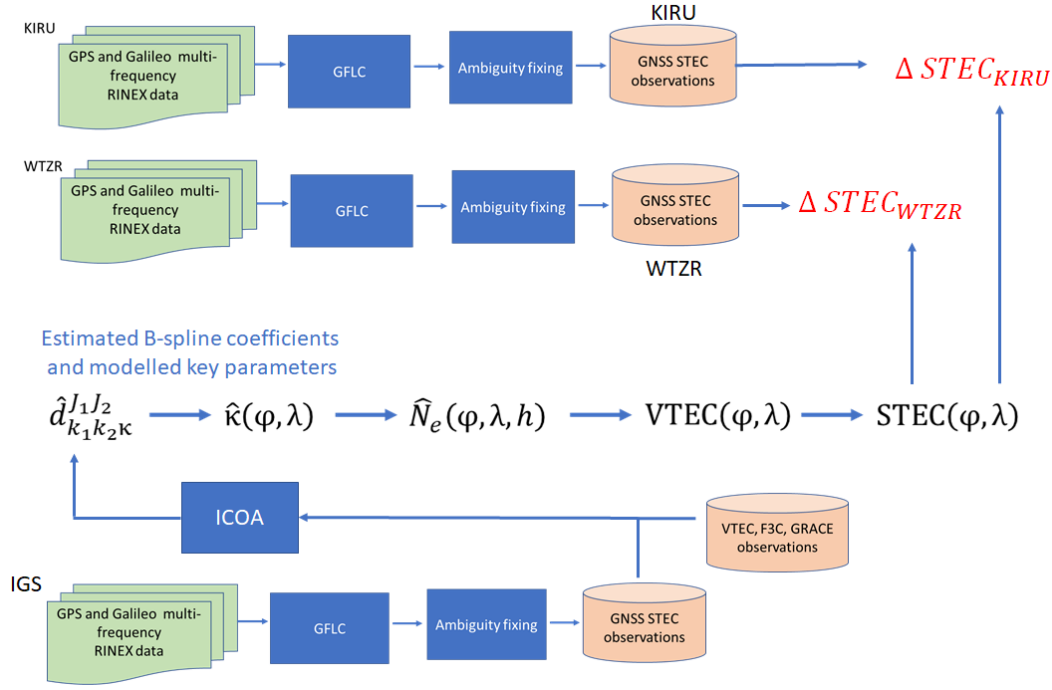 KIRU
GPS and Galileo multi-
frequency
RINEX data
GFLC
Ambiguity fixing
KIRU
GNSS STEC
observations
Δ STEC_KIRU
WTZR
GPS and Galileo multi-
frequency
RINEX data
GFLC
Ambiguity fixing
GNSS STEC
observations
WTZR
Δ STEC_WTZR
Estimated B-spline coefficients
and modelled key parameters
d̂^{J₁J₂}_{k₁k₂κ}
κ̂(φ,λ)
N̂ₑ(φ,λ,h)
VTEC(φ,λ)
STEC(φ,λ)
ICOA
VTEC, F3C, GRACE
observations
IGS
GPS and Galileo multi-
frequency
RINEX data
GFLC
Ambiguity fixing
GNSS STEC
observations